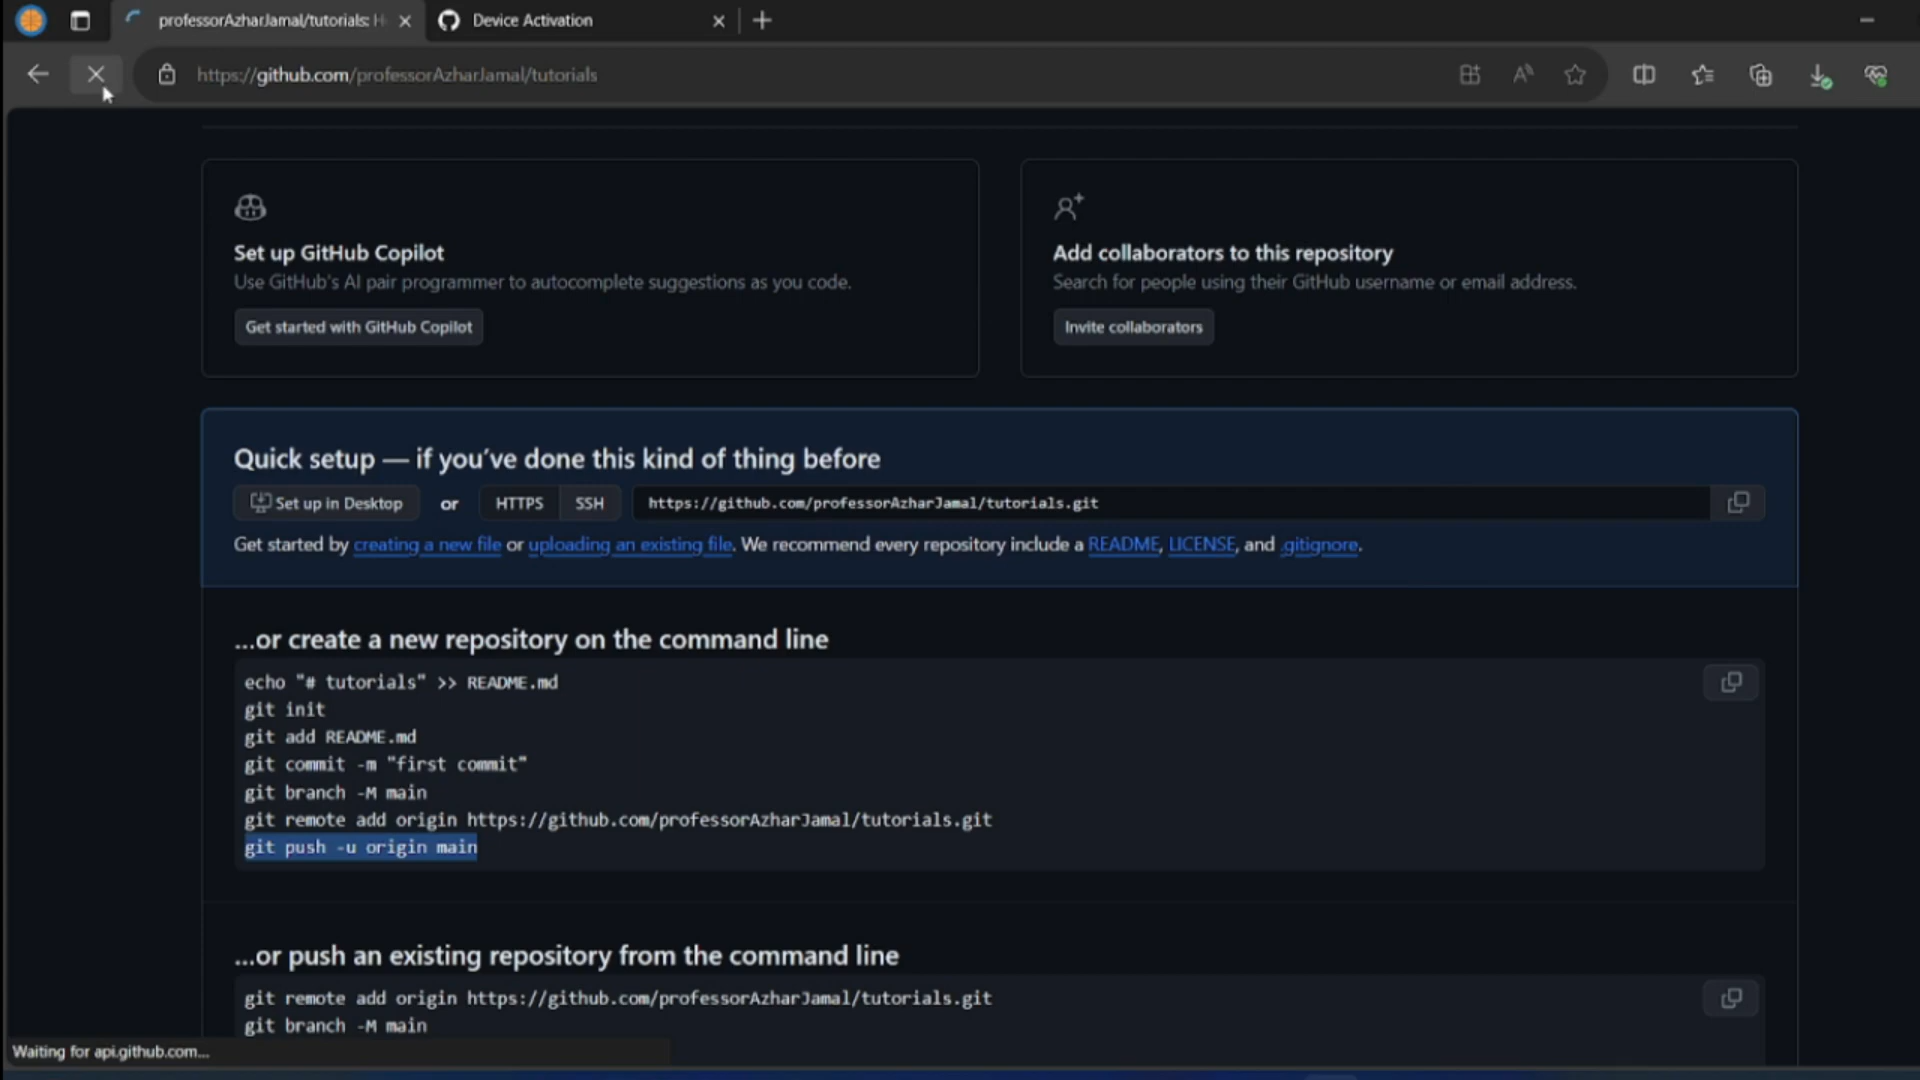 professorAzharJamal/tutorials: H
Device Activation
https://github.com/professorAzharJamal/tutorials
Set up GitHub Copilot
Use GitHub's AI pair programmer to autocomplete suggestions as you code.
Get started with GitHub Copilot
Add collaborators to this repository
Search for people using their GitHub username or email address.
Invite collaborators
Quick setup — if you've done this kind of thing before
Set up in Desktop or HTTPS SSH https://github.com/professorAzharJamal/tutorials.git
Get started by creating a new file or uploading an existing file. We recommend every repository include a README, LICENSE, and .gitignore.
...or create a new repository on the command line
echo "# tutorials" >> README.md
git init
git add README.md
git commit -m "first commit"
git branch -M main
git remote add origin https://github.com/professorAzharJamal/tutorials.git
git push -u origin main
...or push an existing repository from the command line
git remote add origin https://github.com/professorAzharJamal/tutorials.git
git branch -M main
Waiting for api.github.com...